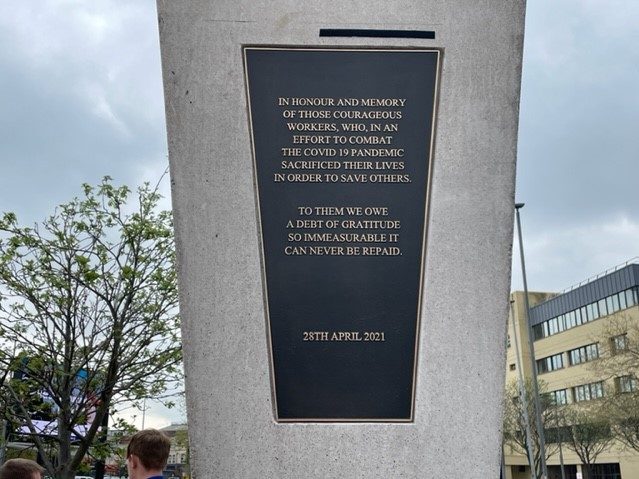 IN HONOUR AND MEMORY
OF THOSE COURAGEOUS
WORKERS, WHO, IN AN
EFFORT TO COMBAT
THE COVID 19 PANDEMIC
SACRIFICED THEIR LIVES
IN ORDER TO SAVE OTHERS.
TO THEM WE OWE
A DEBT OF GRATITUDE
SO IMMEASURABLE IT
CAN NEVER BE REPAID.
28TH APRIL 2021